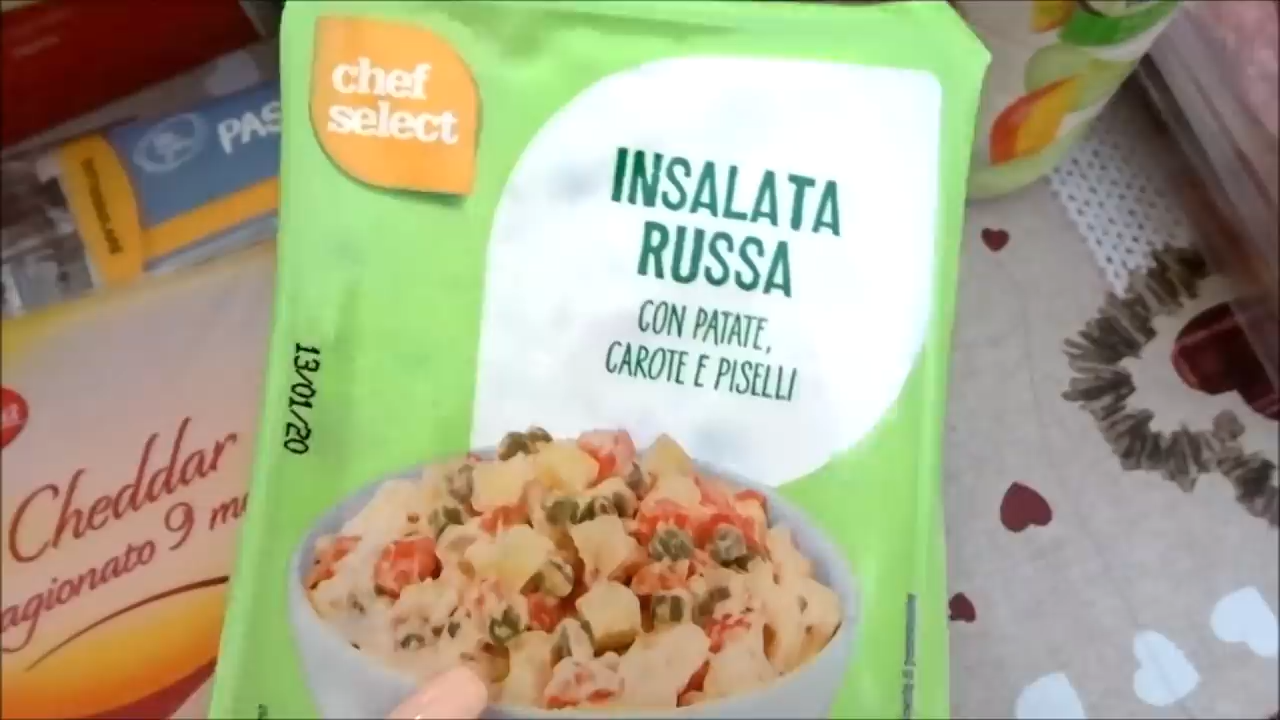 chef
select
INSALATA
RUSSA
CON PATATE,
CAROTE E PISELLI
13/01/20
PAS
Cheddar
agionato 9 m